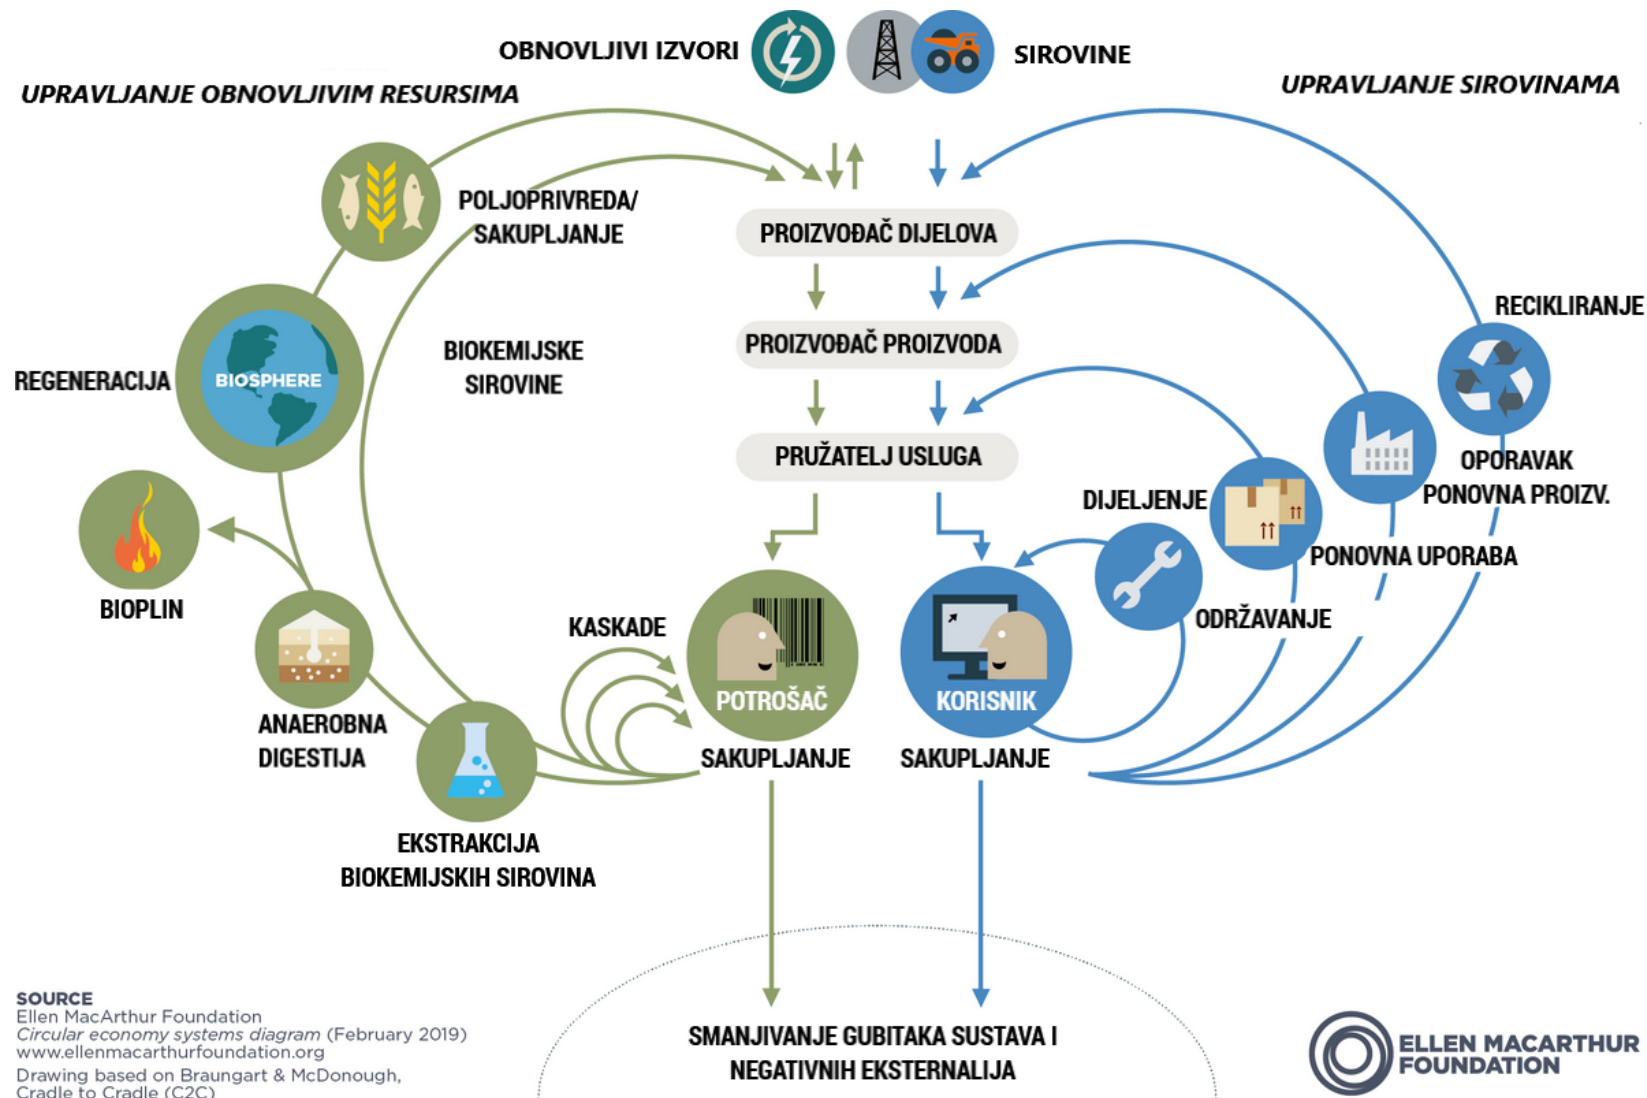 OBNOVLJIVI IZVORI
SIROVINE
UPRAVLJANJE OBNOVLJIVIM RESURSIMA
UPRAVLJANJE SIROVINAMA
POLJOPRIVREDA/
SAKUPLJANJE
PROIZVOĐAČ DIJELOVA
RECIKLIRANJE
PROIZVOĐAČ PROIZVODA
BIOKEMIJSKE
SIROVINE
REGENERACIJA
BIOSPHERE
PRUŽATELJ USLUGA
OPORAVAK
PONOVNA PROIZV.
DIJELJENJE
PONOVNA UPORABA
BIOPLIN
ODRŽAVANJE
KASKADE
POTROŠAČ
KORISNIK
ANAEROBNA
DIGESTIJA
SAKUPLJANJE
SAKUPLJANJE
EKSTRAKCIJA
BIOKEMIJSKIH SIROVINA
SMANJIVANJE GUBITAKA SUSTAVA I
NEGATIVNIH EKSTERNALIJA
SOURCE
Ellen MacArthur Foundation
Circular economy systems diagram (February 2019)
www.ellenmacarthurfoundation.org
Drawing based on Braungart & McDonough,
Cradle to Cradle (C2C)
ELLEN MACARTHUR
FOUNDATION